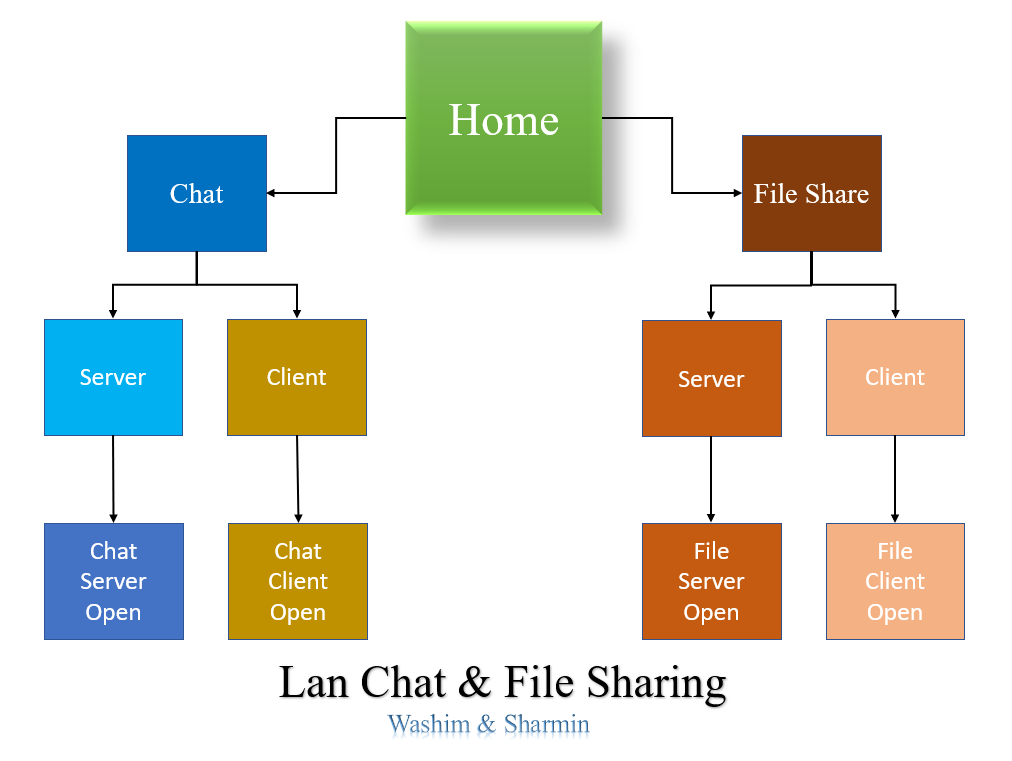 Home
Chat
File Share
Server
Client
Server
Client
Chat
Server
Open
Chat
Client
Open
File
Server
Open
File
Client
Open
Lan Chat & File Sharing
Washim & Sharmin